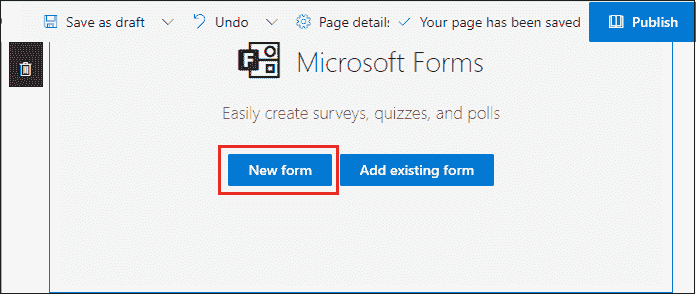 Save as draft Undo Page details Your page has been saved Publish
Microsoft Forms
Easily create surveys, quizzes, and polls
New form Add existing form